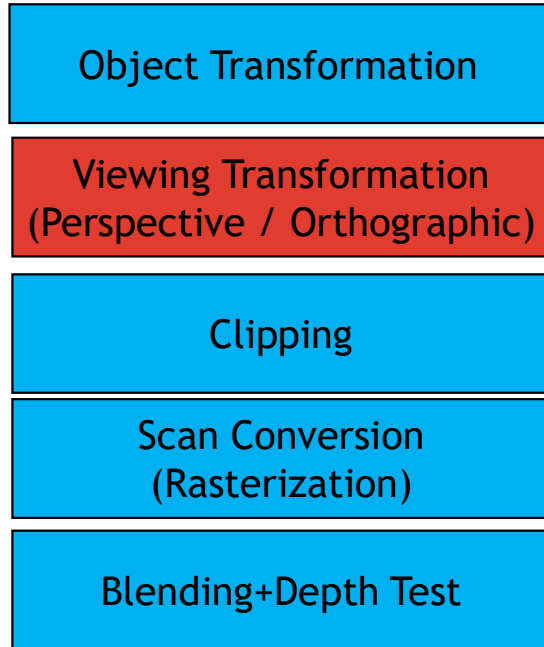 Object Transformation
Viewing Transformation
(Perspective / Orthographic)
Clipping
Scan Conversion
(Rasterization)
Blending+Depth Test